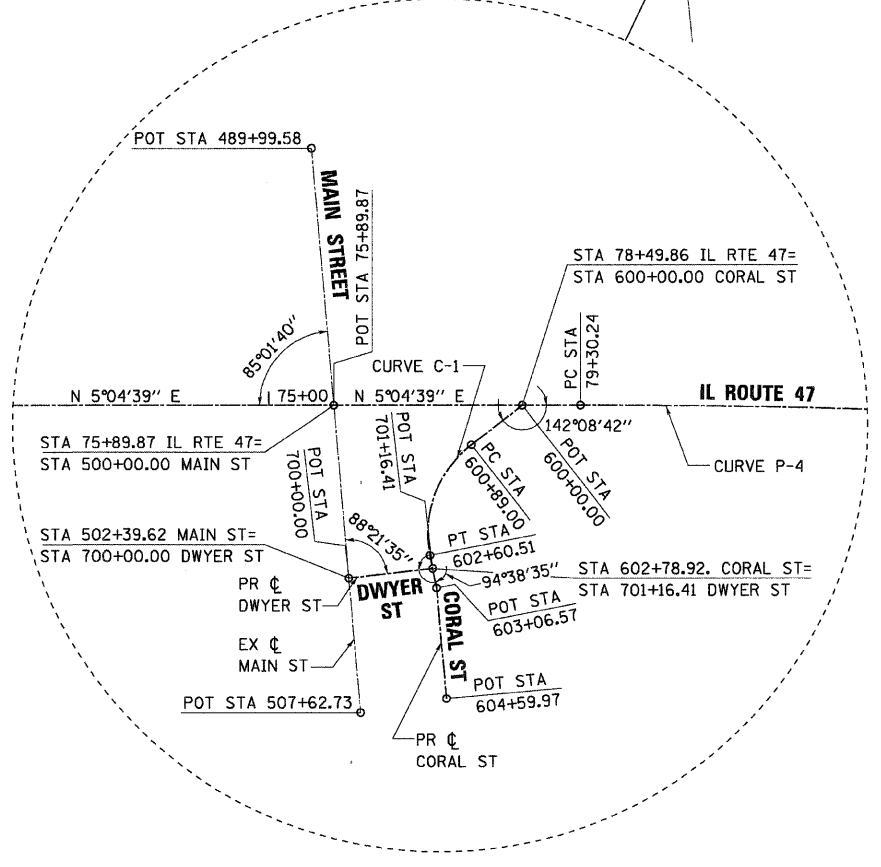 POT STA 489+99.58
MAIN STREET
POT STA 75+89.87
STA 78+49.86 IL RTE 47=
STA 600+00.00 CORAL ST
85°01'40"
CURVE C-1
PC STA
79+30.24
N 5°04'39" E
75+00
N 5°04'39" E
IL ROUTE 47
142°08'42"
STA 75+89.87 IL RTE 47=
STA 500+00.00 MAIN ST
POT STA
700+00.00
POT STA
701+16.41
PC STA
600+89.00
POT STA
600+00.00
CURVE P-4
STA 502+39.62 MAIN ST=
STA 700+00.00 DWYER ST
88°21'35"
PT STA
602+60.51
94°38'35"
STA 602+78.92. CORAL ST=
STA 701+16.41 DWYER ST
PR ℄
DWYER ST
DWYER
ST
CORAL ST
POT STA
603+06.57
EX ℄
MAIN ST
POT STA 507+62.73
POT STA
604+59.97
PR ℄
CORAL ST